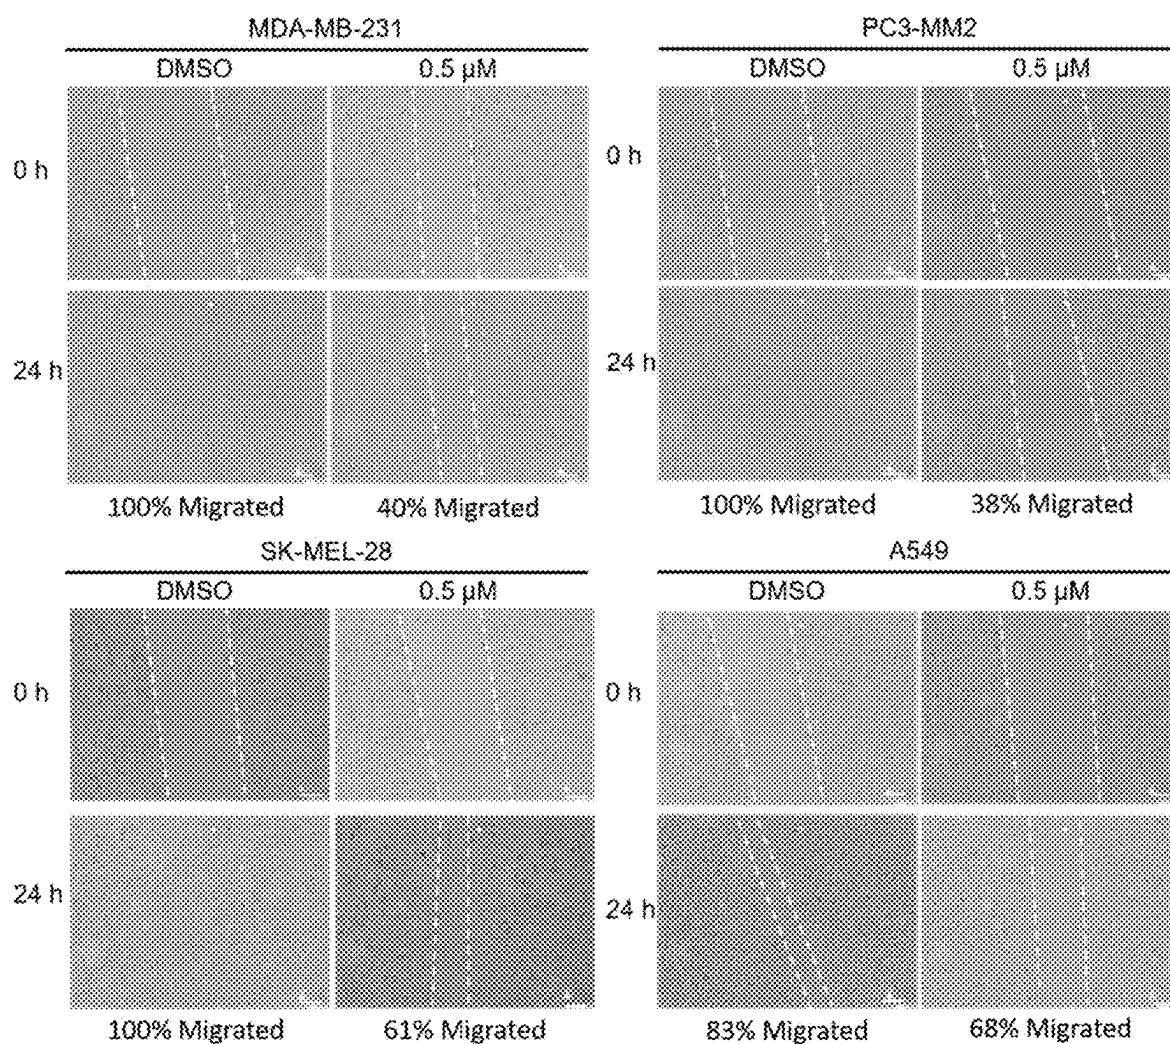 MDA-MB-231
PC3-MM2
DMSO
0.5 µM
DMSO
0.5 µM
0 h
0 h
24 h
24 h
100% Migrated
40% Migrated
100% Migrated
38% Migrated
SK-MEL-28
A549
DMSO
0.5 µM
DMSO
0.5 µM
0 h
0 h
24 h
24 h
100% Migrated
61% Migrated
83% Migrated
68% Migrated